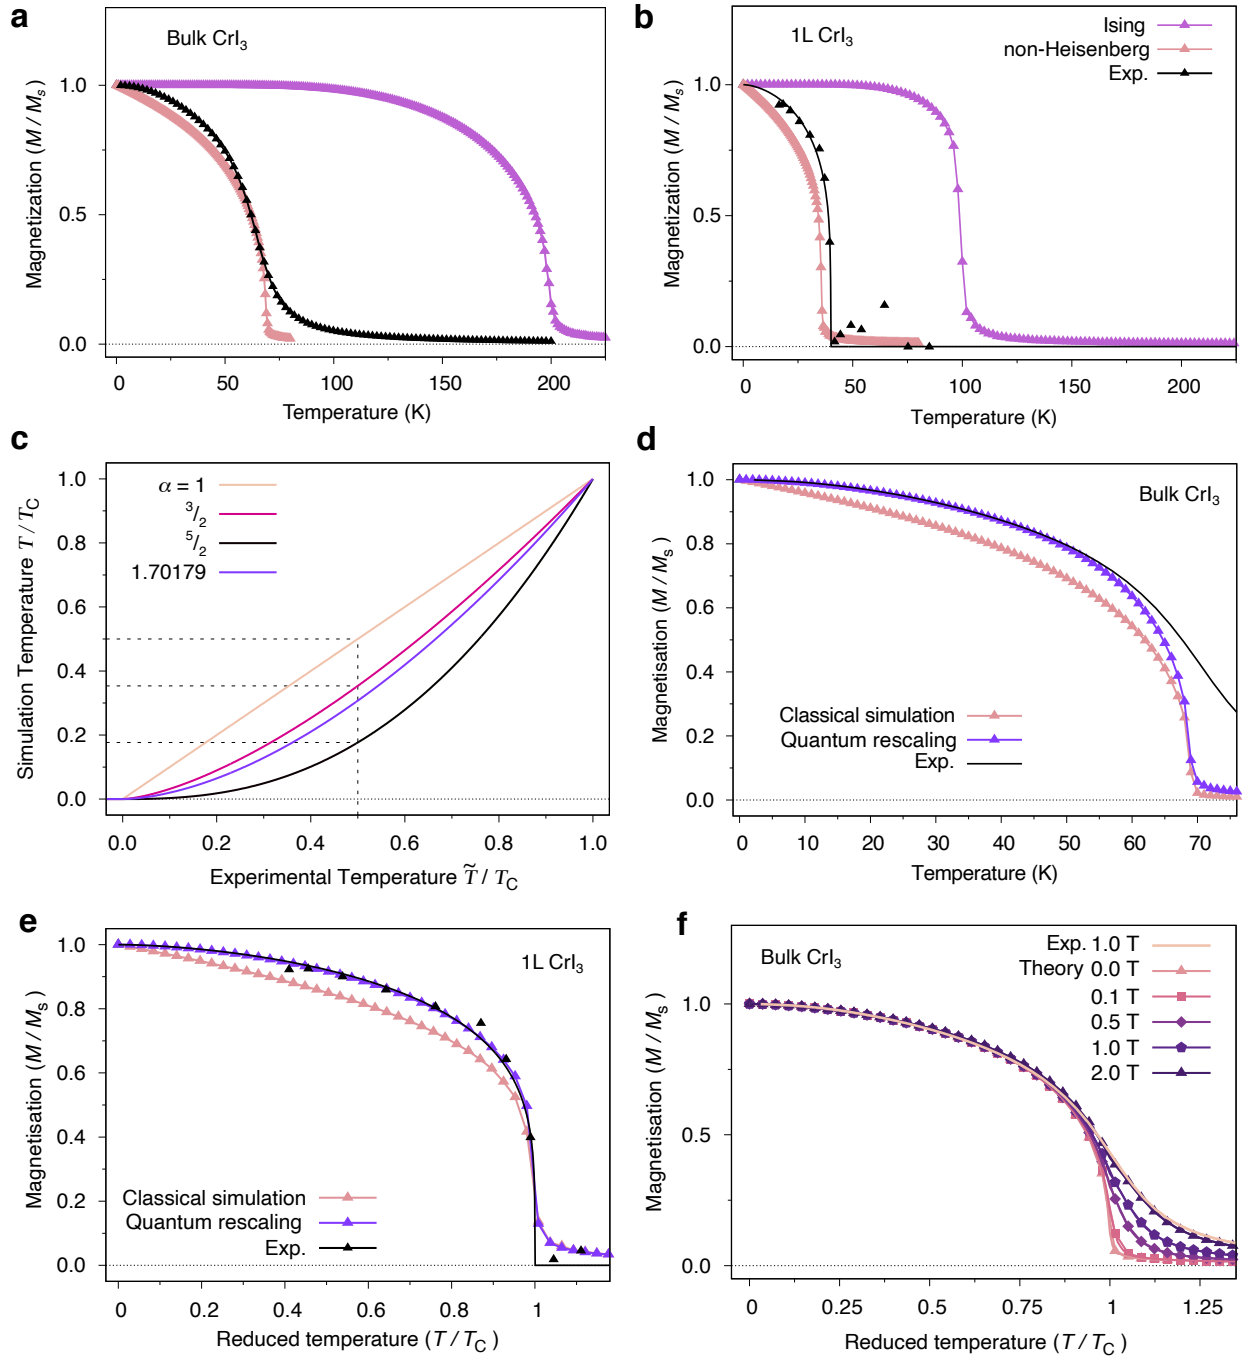 a
Bulk CrI3
Magnetization (M / Ms)
1.0
0.5
0.0
0
50
100
150
200
Temperature (K)
b
1L CrI3
Ising
non-Heisenberg
Exp.
Magnetization (M / Ms)
1.0
0.5
0.0
0
50
100
150
200
Temperature (K)
c
α = 1
3/2
5/2
1.70179
Simulation Temperature T / TC
1.0
0.8
0.6
0.4
0.2
0.0
0.0
0.2
0.4
0.6
0.8
1.0
Experimental Temperature T̃ / TC
d
Bulk CrI3
Magnetisation (M / Ms)
1.0
0.8
0.6
0.4
0.2
0.0
Classical simulation
Quantum rescaling
Exp.
0
10
20
30
40
50
60
70
Temperature (K)
e
1L CrI3
Magnetisation (M / Ms)
1.0
0.8
0.6
0.4
0.2
0.0
Classical simulation
Quantum rescaling
Exp.
0
0.2
0.4
0.6
0.8
1
Reduced temperature (T / TC)
f
Bulk CrI3
Exp. 1.0 T
Theory 0.0 T
0.1 T
0.5 T
1.0 T
2.0 T
Magnetisation (M / Ms)
1.0
0.5
0.0
0
0.25
0.5
0.75
1
1.25
Reduced temperature (T / TC)